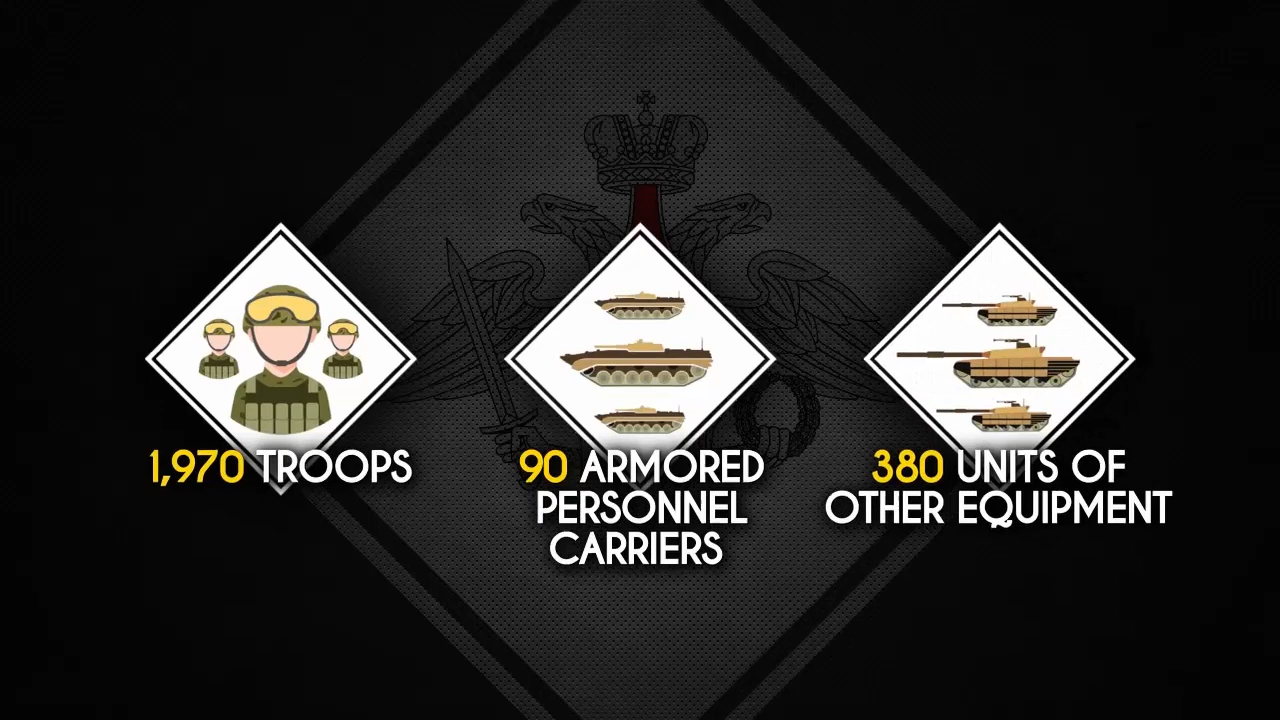 1,970 TROOPS
90 ARMORED
PERSONNEL
CARRIERS
380 UNITS OF
OTHER EQUIPMENT